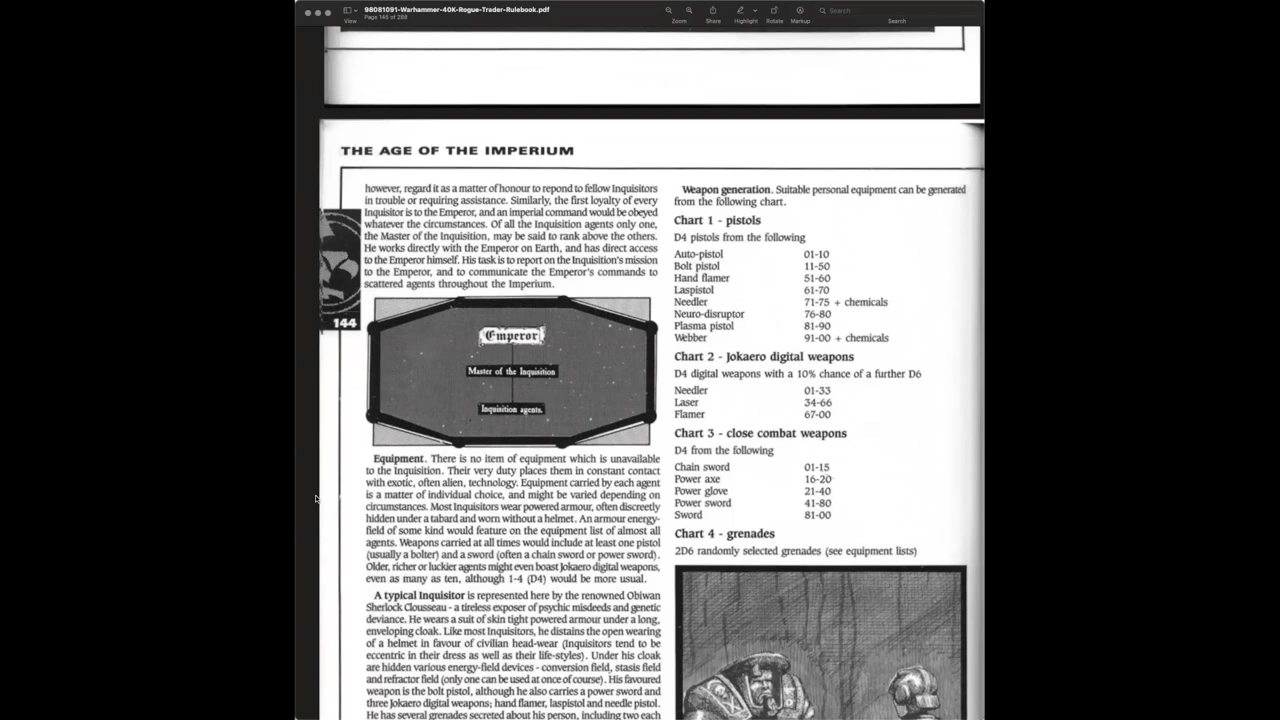 98081091-Warhammer-40K-Rogue-Trader-Rulebook.pdf
Page 145 of 288
View
Zoom
Share
Highlight
Rotate
Markup
Search
Search
THE AGE OF THE IMPERIUM
however, regard it as a matter of honour to repond to fellow Inquisitors
in trouble or requiring assistance. Similarly, the first loyalty of every
Inquisitor is to the Emperor, and an imperial command would be obeyed
whatever the circumstances. Of all the Inquisition agents only one,
the Master of the Inquisition, may be said to rank above the others.
He works directly with the Emperor on Earth, and has direct access
to the Emperor himself. His task is to report on the Inquisition's mission
to the Emperor, and to communicate the Emperor's commands to
scattered agents throughout the Imperium.
144
Emperor
Master of the Inquisition
Inquisition agents.
Equipment. There is no item of equipment which is unavailable
to the Inquisition. Their very duty places them in constant contact
with exotic, often alien, technology. Equipment carried by each agent
is a matter of individual choice, and might be varied depending on
circumstances. Most Inquisitors wear powered armour, often discreetly
hidden under a tabard and worn without a helmet. An armour energy-
field of some kind would feature on the equipment list of almost all
agents. Weapons carried at all times would include at least one pistol
(usually a bolter) and a sword (often a chain sword or power sword).
Older, richer or luckier agents might even boast Jokaero digital weapons,
even as many as ten, although 1-4 (D4) would be more usual.
A typical Inquisitor is represented here by the renowned Obiwan
Sherlock Clousseau - a tireless exposer of psychic misdeeds and genetic
deviance. He wears a suit of skin tight powered armour under a long,
enveloping cloak. Like most Inquisitors, he distains the open wearing
of a helmet in favour of civilian head-wear (Inquisitors tend to be
eccentric in their dress as well as their life-styles). Under his cloak
are hidden various energy-field devices - conversion field, stasis field
and refractor field (only one can be used at once of course). His favoured
weapon is the bolt pistol, although he also carries a power sword and
three Jokaero digital weapons; hand flamer, laspistol and needle pistol.
He has several grenades secreted about his person, including two each
Weapon generation. Suitable personal equipment can be generated
from the following chart.
Chart 1 - pistols
D4 pistols from the following
Auto-pistol 01-10
Bolt pistol 11-50
Hand flamer 51-60
Laspistol 61-70
Needler 71-75 + chemicals
Neuro-disruptor 76-80
Plasma pistol 81-90
Webber 91-00 + chemicals
Chart 2 - Jokaero digital weapons
D4 digital weapons with a 10% chance of a further D6
Needler 01-33
Laser 34-66
Flamer 67-00
Chart 3 - close combat weapons
D4 from the following
Chain sword 01-15
Power axe 16-20
Power glove 21-40
Power sword 41-80
Sword 81-00
Chart 4 - grenades
2D6 randomly selected grenades (see equipment lists)